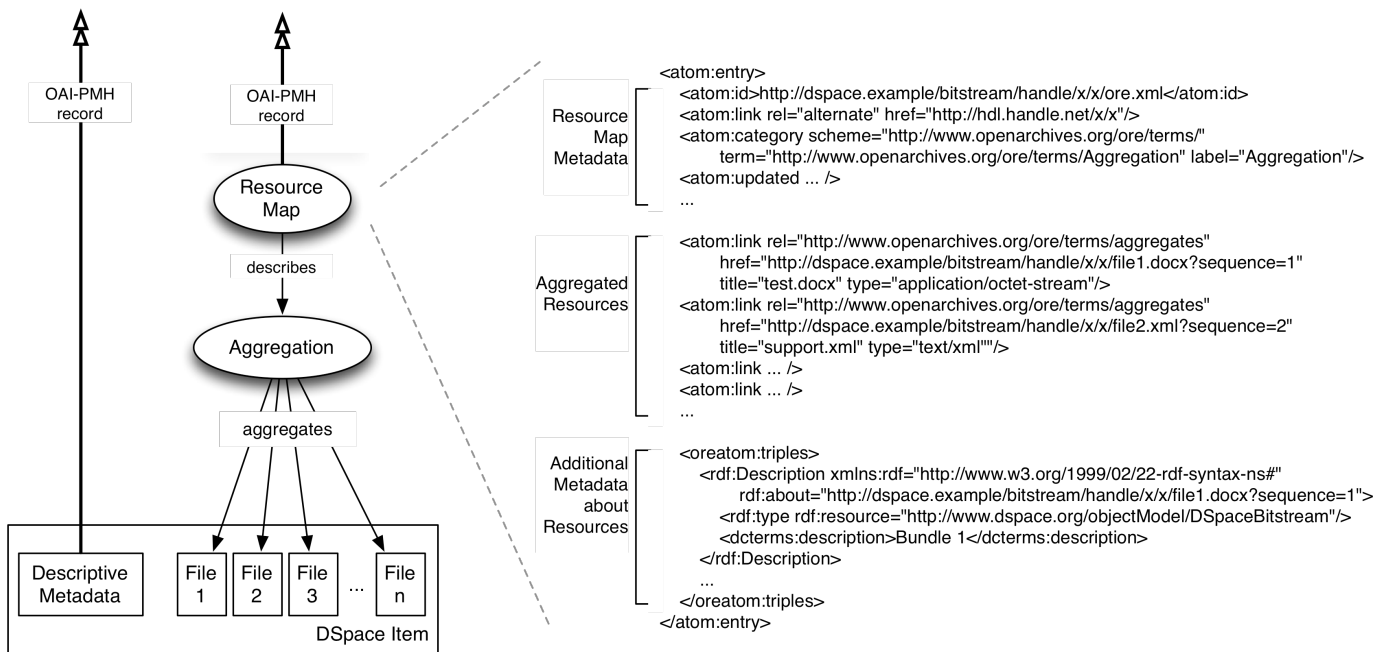 OAI-PMH
record
OAI-PMH
record
Resource
Map
describes
Aggregation
aggregates
Descriptive
Metadata
File
1
File
2
File
3
...
File
n
DSpace Item
<atom:entry>
Resource
Map
Metadata
<atom:id>http://dspace.example/bitstream/handle/x/x/ore.xml</atom:id>
<atom:link rel="alternate" href="http://hdl.handle.net/x/x"/>
<atom:category scheme="http://www.openarchives.org/ore/terms/"
term="http://www.openarchives.org/ore/terms/Aggregation" label="Aggregation"/>
<atom:updated ... />
...
Aggregated
Resources
<atom:link rel="http://www.openarchives.org/ore/terms/aggregates"
href="http://dspace.example/bitstream/handle/x/x/file1.docx?sequence=1"
title="test.docx" type="application/octet-stream"/>
<atom:link rel="http://www.openarchives.org/ore/terms/aggregates"
href="http://dspace.example/bitstream/handle/x/x/file2.xml?sequence=2"
title="support.xml" type="text/xml""/>
<atom:link ... />
<atom:link ... />
...
Additional
Metadata
about
Resources
<oreatom:triples>
<rdf:Description xmlns:rdf="http://www.w3.org/1999/02/22-rdf-syntax-ns#"
rdf:about="http://dspace.example/bitstream/handle/x/x/file1.docx?sequence=1">
<rdf:type rdf:resource="http://www.dspace.org/objectModel/DSpaceBitstream"/>
<dcterms:description>Bundle 1</dcterms:description>
</rdf:Description>
...
</oreatom:triples>
</atom:entry>